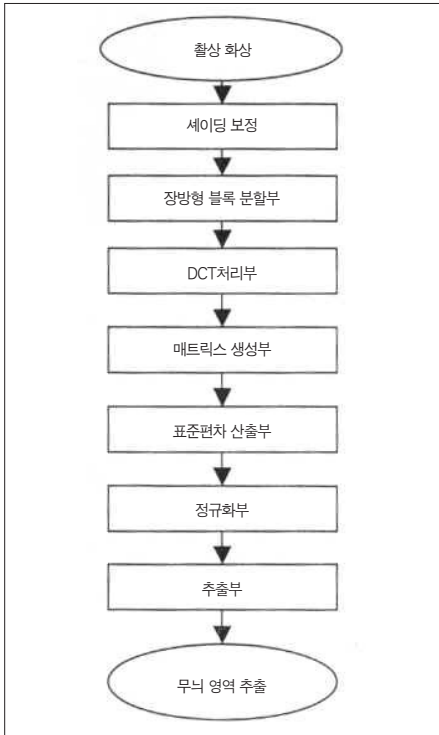 촬상 화상
셰이딩 보정
장방형 블록 분할부
DCT처리부
매트릭스 생성부
표준편차 산출부
정규화부
추출부
무늬 영역 추출